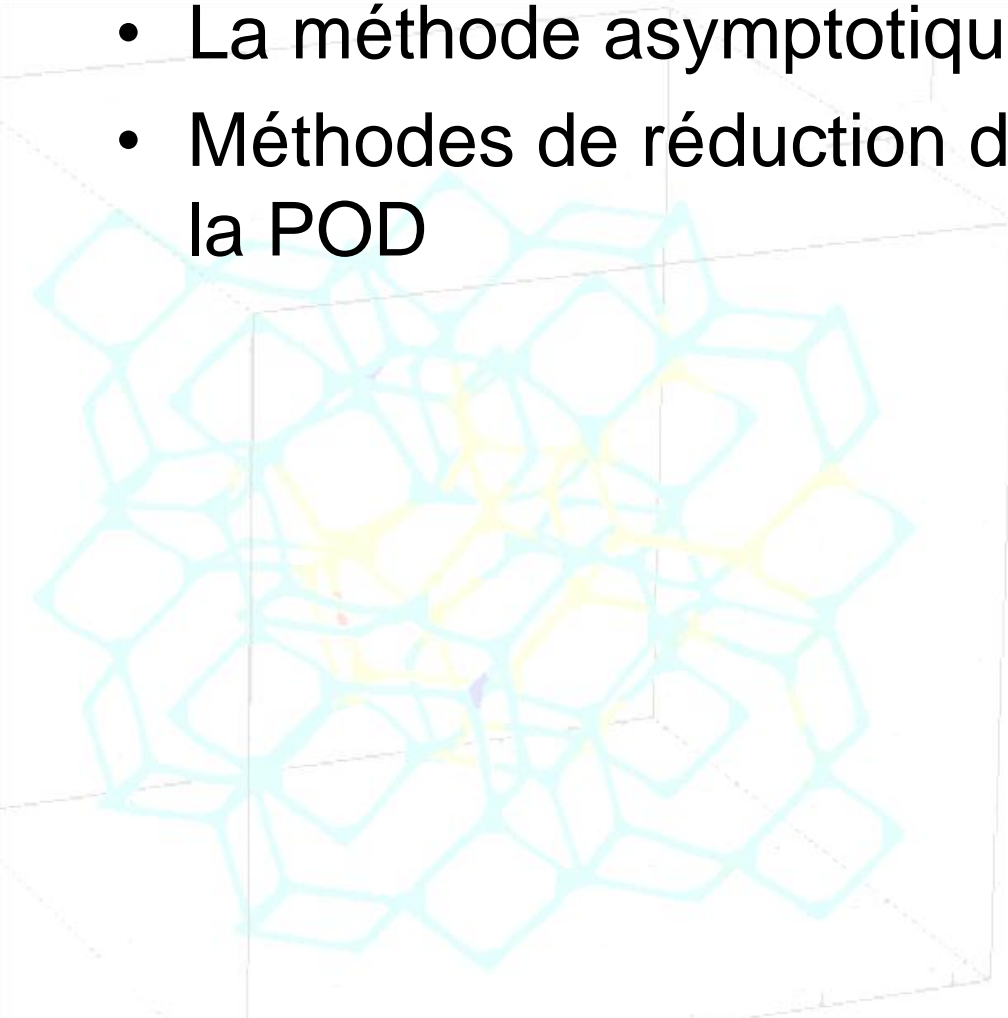 • La méthode asymptotiqu
• Méthodes de réduction d
la POD